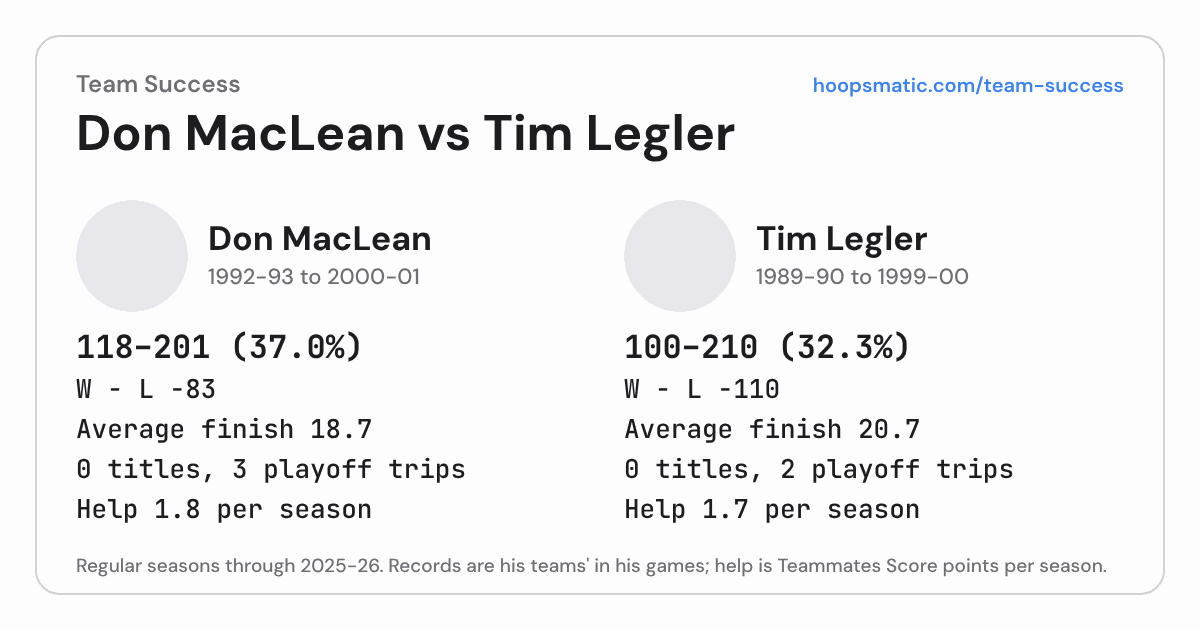 Team Success
hoopsmatic.com/team-success
Don MacLean vs Tim Legler
Don MacLean
1992-93 to 2000-01
118-201 (37.0%)
W - L -83
Average finish 18.7
0 titles, 3 playoff trips
Help 1.8 per season
Tim Legler
1989-90 to 1999-00
100-210 (32.3%)
W - L -110
Average finish 20.7
0 titles, 2 playoff trips
Help 1.7 per season
Regular seasons through 2025-26. Records are his teams' in his games; help is Teammates Score points per season.